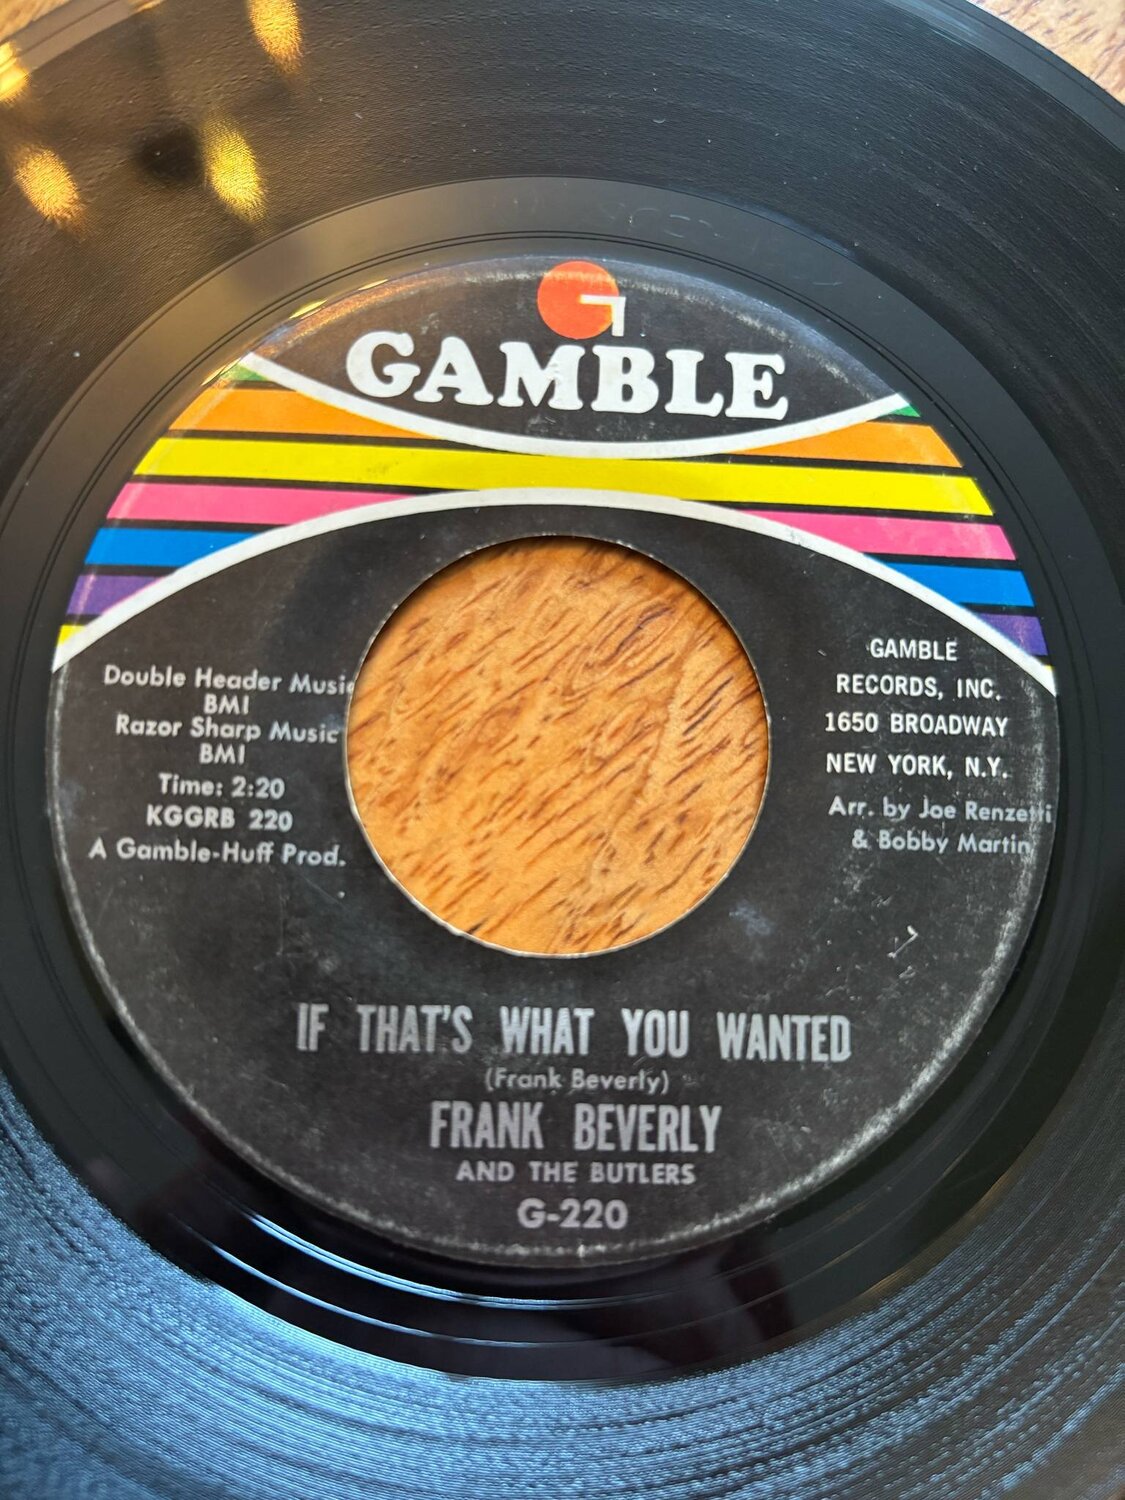 G
GAMBLE
Double Header Music
BMI
Razor Sharp Music
BMI
Time: 2:20
KGGRB 220
A Gamble-Huff Prod.
GAMBLE
RECORDS, INC.
1650 BROADWAY
NEW YORK, N.Y.
Arr. by Joe Renzetti
& Bobby Martin
IF THAT'S WHAT YOU WANTED
(Frank Beverly)
FRANK BEVERLY
AND THE BUTLERS
G-220